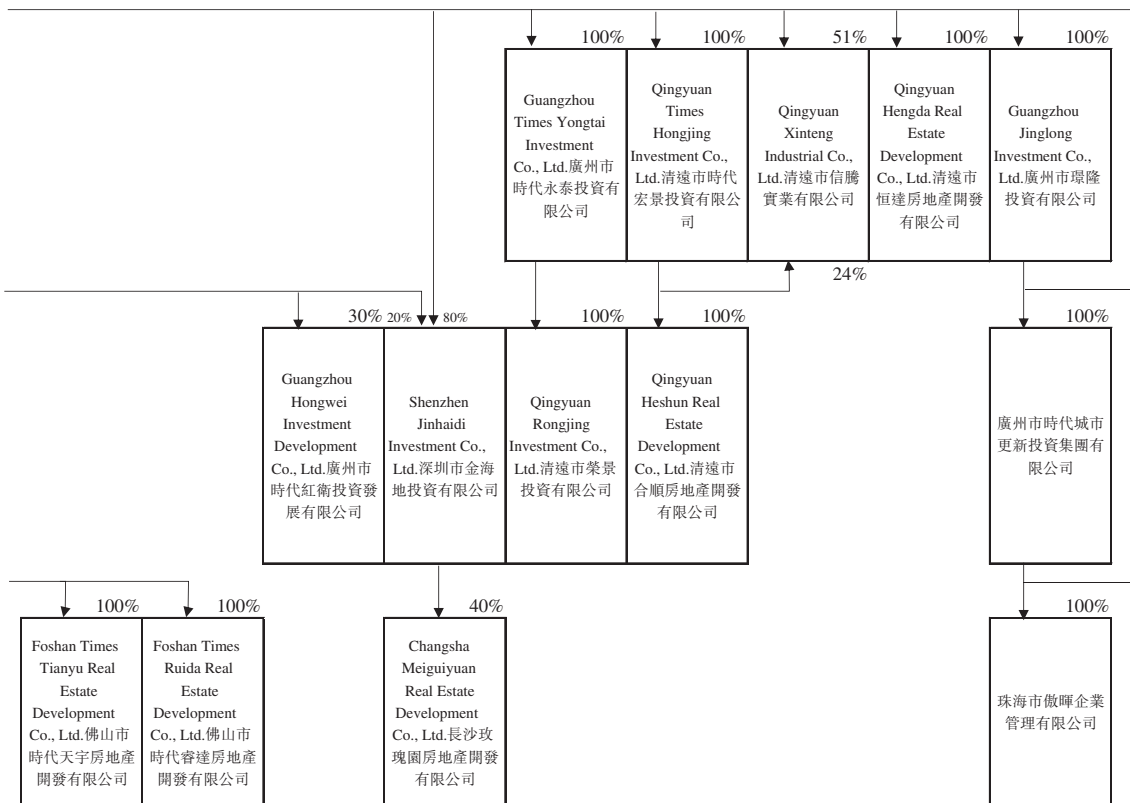 100%
100%
51%
100%
100%
Guangzhou
Times Yongtai
Investment
Co., Ltd.廣州市
時代永泰投資有
限公司
Qingyuan
Times
Hongjing
Investment Co.,
Ltd.清遠市時代
宏景投資有限公
司
Qingyuan
Xinteng
Industrial Co.,
Ltd.清遠市信騰
實業有限公司
Qingyuan
Hengda Real
Estate
Development
Co., Ltd.清遠市
恒達房地產開發
有限公司
Guangzhou
Jinglong
Investment Co.,
Ltd.廣州市璟隆
投資有限公司
24%
30%
20%
80%
100%
100%
100%
Guangzhou
Hongwei
Investment
Development
Co., Ltd.廣州市
時代紅衛投資發
展有限公司
Shenzhen
Jinhaidi
Investment Co.,
Ltd.深圳市金海
地投資有限公司
Qingyuan
Rongjing
Investment Co.,
Ltd.清遠市榮景
投資有限公司
Qingyuan
Heshun Real
Estate
Development
Co., Ltd.清遠市
合順房地產開發
有限公司
廣州市時代城市
更新投資集團有
限公司
100%
100%
40%
100%
Foshan Times
Tianyu Real
Estate
Development
Co., Ltd.佛山市
時代天宇房地產
開發有限公司
Foshan Times
Ruida Real
Estate
Development
Co., Ltd.佛山市
時代睿達房地產
開發有限公司
Changsha
Meiguiyuan
Real Estate
Development
Co., Ltd.長沙玫
瑰園房地產開發
有限公司
珠海市傲暉企業
管理有限公司